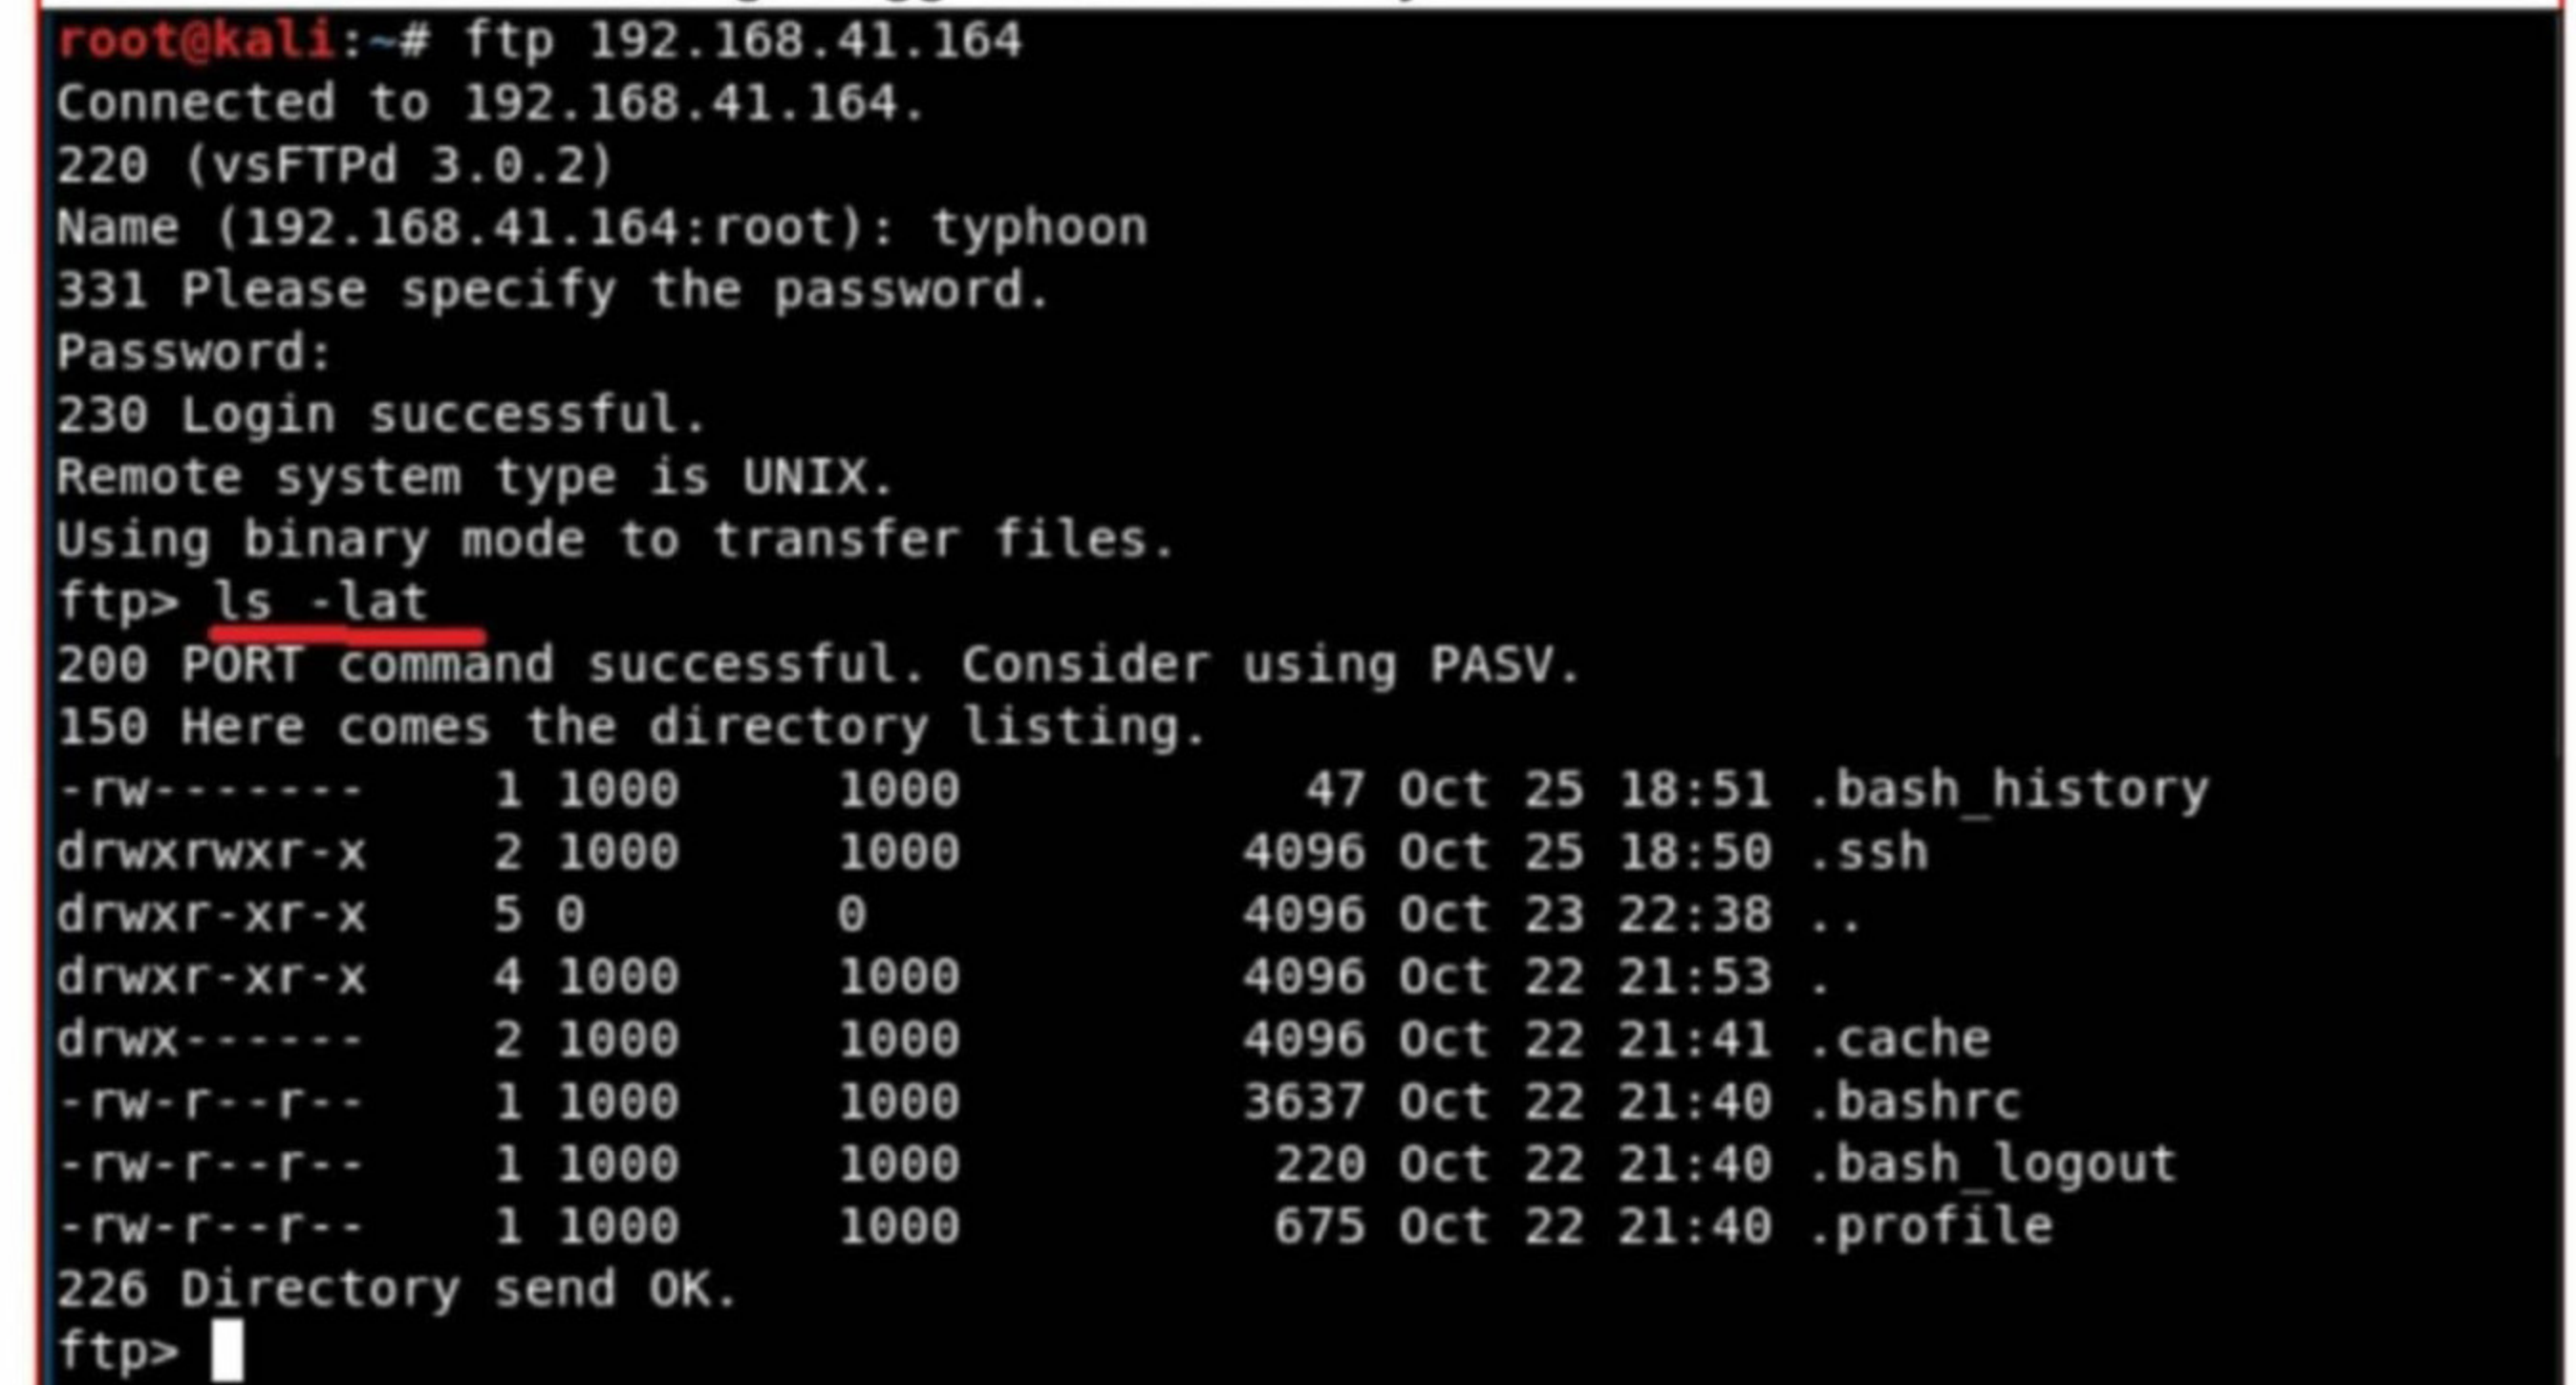 root@kali:~# ftp 192.168.41.164
Connected to 192.168.41.164.
220 (vsFTPd 3.0.2)
Name (192.168.41.164:root): typhoon
331 Please specify the password.
Password:
230 Login successful.
Remote system type is UNIX.
Using binary mode to transfer files.
ftp> ls -lat
200 PORT command successful. Consider using PASV.
150 Here comes the directory listing.
-rw-------    1 1000     1000           47 Oct 25 18:51 .bash_history
drwxrwxr-x    2 1000     1000         4096 Oct 25 18:50 .ssh
drwxr-xr-x    5 0        0            4096 Oct 23 22:38 ..
drwxr-xr-x    4 1000     1000         4096 Oct 22 21:53 .
drwx------    2 1000     1000         4096 Oct 22 21:41 .cache
-rw-r--r--    1 1000     1000         3637 Oct 22 21:40 .bashrc
-rw-r--r--    1 1000     1000          220 Oct 22 21:40 .bash_logout
-rw-r--r--    1 1000     1000          675 Oct 22 21:40 .profile
226 Directory send OK.
ftp>